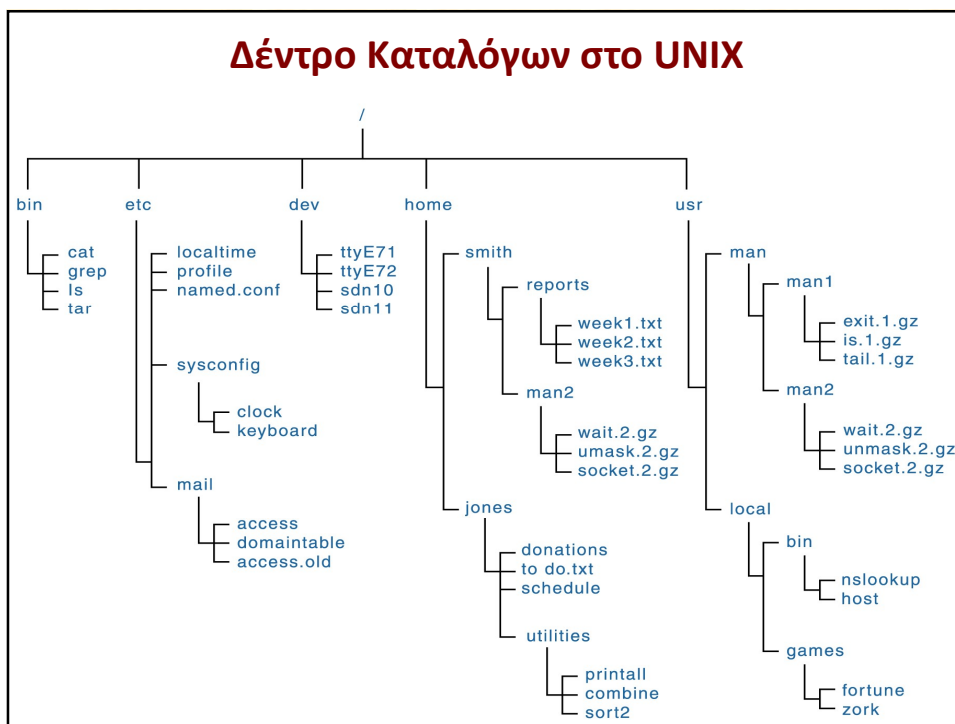 Δέντρο Καταλόγων στο UNIX
/
bin
cat
grep
ls
tar
etc
localtime
profile
named.conf
sysconfig
clock
keyboard
mail
access
domaintable
access.old
dev
ttyE71
ttyE72
sdn10
sdn11
home
smith
reports
week1.txt
week2.txt
week3.txt
man2
wait.2.gz
umask.2.gz
socket.2.gz
jones
donations
to do.txt
schedule
utilities
printall
combine
sort2
usr
man
man1
exit.1.gz
is.1.gz
tail.1.gz
man2
wait.2.gz
unmask.2.gz
socket.2.gz
local
bin
nslookup
host
games
fortune
zork